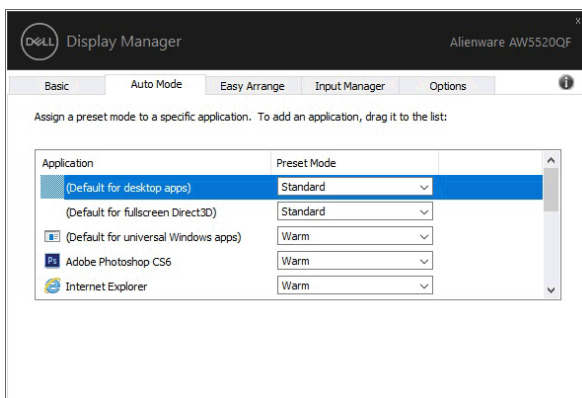 DELL Display Manager Alienware AW5520QF x
Basic Auto Mode Easy Arrange Input Manager Options i
Assign a preset mode to a specific application. To add an application, drag it to the list:
Application Preset Mode
(Default for desktop apps) Standard
(Default for fullscreen Direct3D) Standard
(Default for universal Windows apps) Warm
Ps Adobe Photoshop CS6 Warm
Internet Explorer Warm